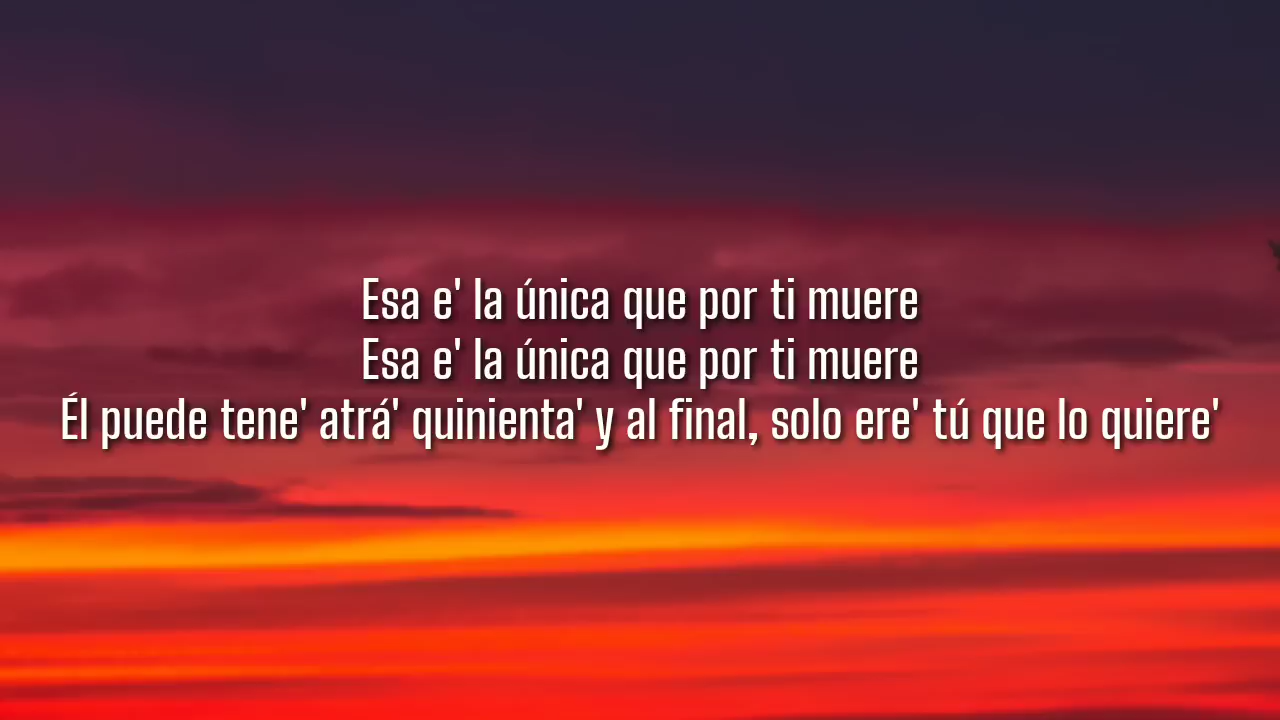 Esa e' la única que por ti muere
Esa e' la única que por ti muere
Él puede tene' atrá' quinienta' y al final, solo ere' tú que lo quiere'